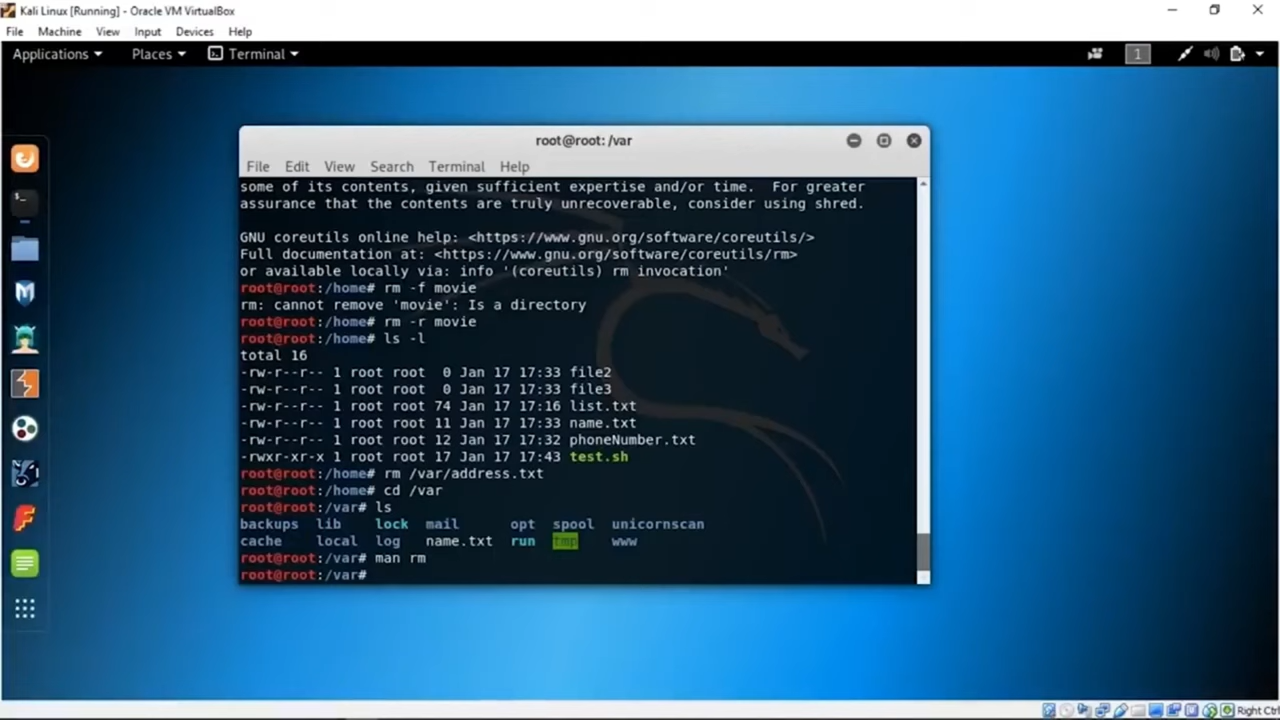 Kali Linux [Running] - Oracle VM VirtualBox
File Machine View Input Devices Help
Applications Places Terminal 1
root@root: /var
File Edit View Search Terminal Help
some of its contents, given sufficient expertise and/or time.  For greater
assurance that the contents are truly unrecoverable, consider using shred.
GNU coreutils online help: <https://www.gnu.org/software/coreutils/>
Full documentation at: <https://www.gnu.org/software/coreutils/rm>
or available locally via: info '(coreutils) rm invocation'
root@root:/home# rm -f movie
rm: cannot remove 'movie': Is a directory
root@root:/home# rm -r movie
root@root:/home# ls -l
total 16
-rw-r--r-- 1 root root  0 Jan 17 17:33 file2
-rw-r--r-- 1 root root  0 Jan 17 17:33 file3
-rw-r--r-- 1 root root 74 Jan 17 17:16 list.txt
-rw-r--r-- 1 root root 11 Jan 17 17:33 name.txt
-rw-r--r-- 1 root root 12 Jan 17 17:32 phoneNumber.txt
-rwxr-xr-x 1 root root 17 Jan 17 17:43 test.sh
root@root:/home# rm /var/address.txt
root@root:/home# cd /var
root@root:/var# ls
backups  lib    lock  mail      opt  spool  unicornscan
cache    local  log   name.txt  run  tmp    www
root@root:/var# man rm
root@root:/var#
Right Ctrl